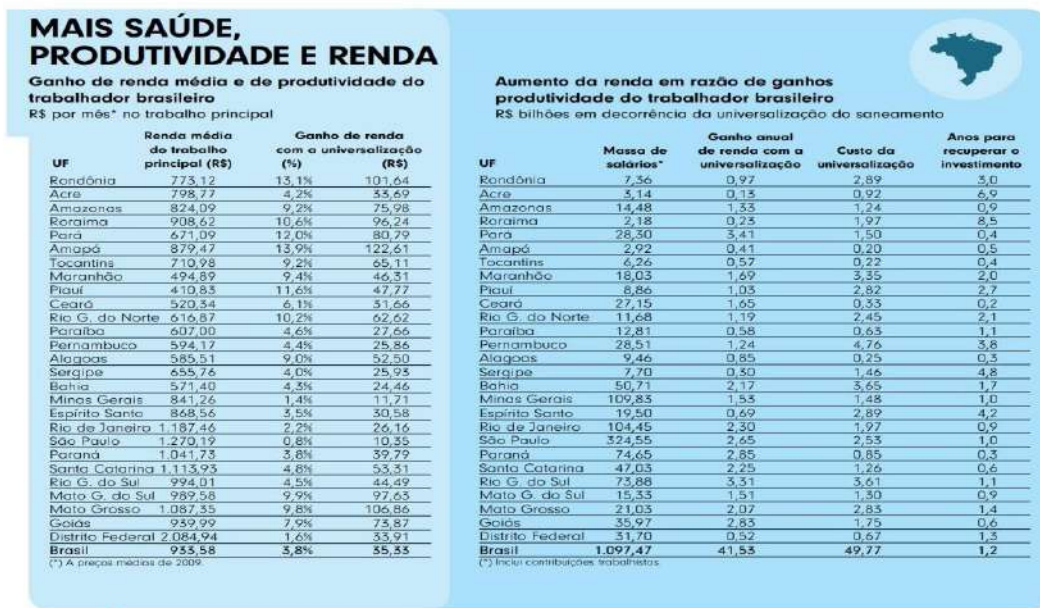 MAIS SAÚDE,
PRODUTIVIDADE E RENDA
Ganho de renda média e de produtividade do
trabalhador brasileiro
R$ por mês* no trabalho principal
Renda média Ganho de renda
do trabalho com a universalização
UF principal (R$) (%) (R$)
Rondônia 773,12 13,1% 101,64
Acre 798,77 4,2% 33,69
Amazonas 824,09 9,2% 75,98
Roraima 908,62 10,6% 96,24
Pará 671,09 12,0% 80,79
Amapá 879,47 13,9% 122,61
Tocantins 710,98 9,2% 65,11
Maranhão 494,89 9,4% 46,31
Piauí 410,83 11,6% 47,77
Ceará 520,34 6,1% 31,66
Rio G. do Norte 616,87 10,2% 62,62
Paraíba 607,00 4,6% 27,66
Pernambuco 594,17 4,4% 25,86
Alagoas 585,51 9,0% 52,50
Sergipe 655,76 4,0% 25,93
Bahia 571,40 4,3% 24,46
Minas Gerais 841,26 1,4% 11,71
Espírito Santo 868,56 3,5% 30,58
Rio de Janeiro 1.187,46 2,2% 26,16
São Paulo 1.270,19 0,8% 10,35
Paraná 1.041,73 3,8% 39,79
Santa Catarina 1.113,93 4,8% 53,31
Rio G. do Sul 994,01 4,5% 44,49
Mato G. do Sul 989,58 9,9% 97,63
Mato Grosso 1.087,35 9,8% 106,86
Goiás 939,99 7,9% 73,87
Distrito Federal 2.084,94 1,6% 33,91
Brasil 933,58 3,8% 35,33
(*) A preços médios de 2009.
Aumento da renda em razão de ganhos
produtividade do trabalhador brasileiro
R$ bilhões em decorrência da universalização do saneamento
Ganho anual Anos para
Massa de de renda com a Custo da recuperar o
UF salários* universalização universalização investimento
Rondônia 7,36 0,97 2,89 3,0
Acre 3,14 0,13 0,92 6,9
Amazonas 14,48 1,33 1,24 0,9
Roraima 2,18 0,23 1,97 8,5
Pará 28,30 3,41 1,50 0,4
Amapá 2,92 0,41 0,20 0,5
Tocantins 6,26 0,57 0,22 0,4
Maranhão 18,03 1,69 3,35 2,0
Piauí 8,86 1,03 2,82 2,7
Ceará 27,15 1,65 0,33 0,2
Rio G. do Norte 11,68 1,19 2,45 2,1
Paraíba 12,81 0,58 0,63 1,1
Pernambuco 28,51 1,24 4,76 3,8
Alagoas 9,46 0,85 0,25 0,3
Sergipe 7,70 0,30 1,46 4,8
Bahia 50,71 2,17 3,65 1,7
Minas Gerais 109,83 1,53 1,48 1,0
Espírito Santo 19,50 0,69 2,89 4,2
Rio de Janeiro 104,45 2,30 1,97 0,9
São Paulo 324,55 2,65 2,53 1,0
Paraná 74,65 2,85 0,85 0,3
Santa Catarina 47,03 2,25 1,26 0,6
Rio G. do Sul 73,88 3,31 3,61 1,1
Mato G. do Sul 15,33 1,51 1,30 0,9
Mato Grosso 21,03 2,07 2,83 1,4
Goiás 35,97 2,83 1,75 0,6
Distrito Federal 31,70 0,52 0,67 1,3
Brasil 1.097,47 41,53 49,77 1,2
(*) Inclui contribuições trabalhistas.